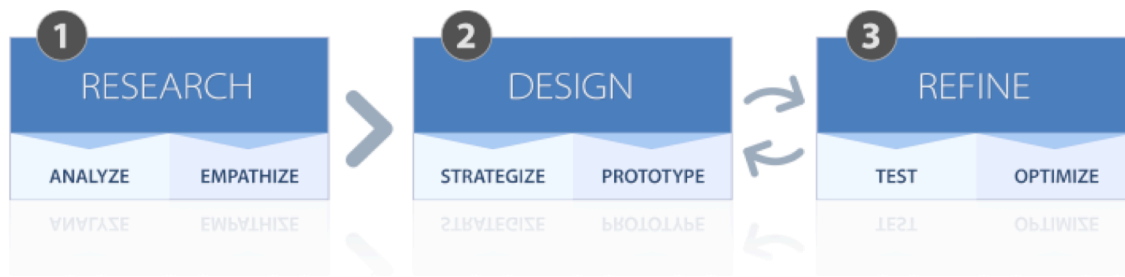 1
RESEARCH
ANALYZE
EMPATHIZE
2
DESIGN
STRATEGIZE
PROTOTYPE
3
REFINE
TEST
OPTIMIZE